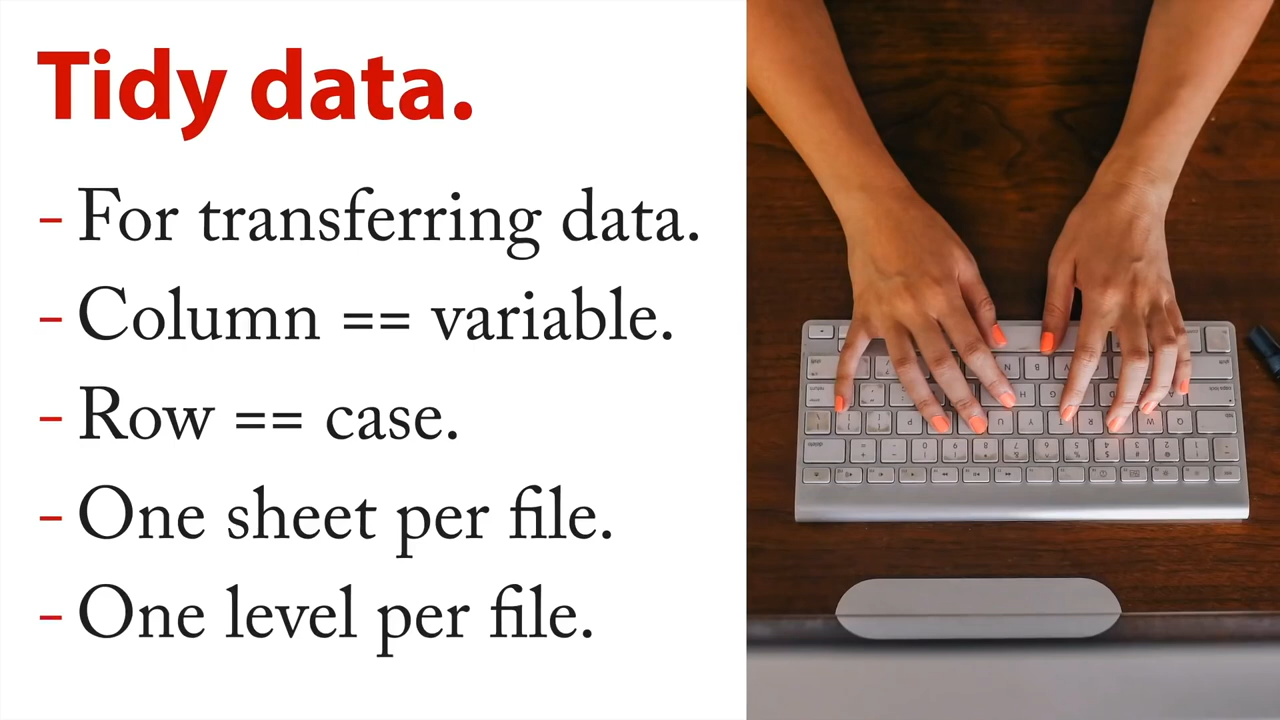 Tidy data.
- For transferring data.
- Column == variable.
- Row == case.
- One sheet per file.
- One level per file.